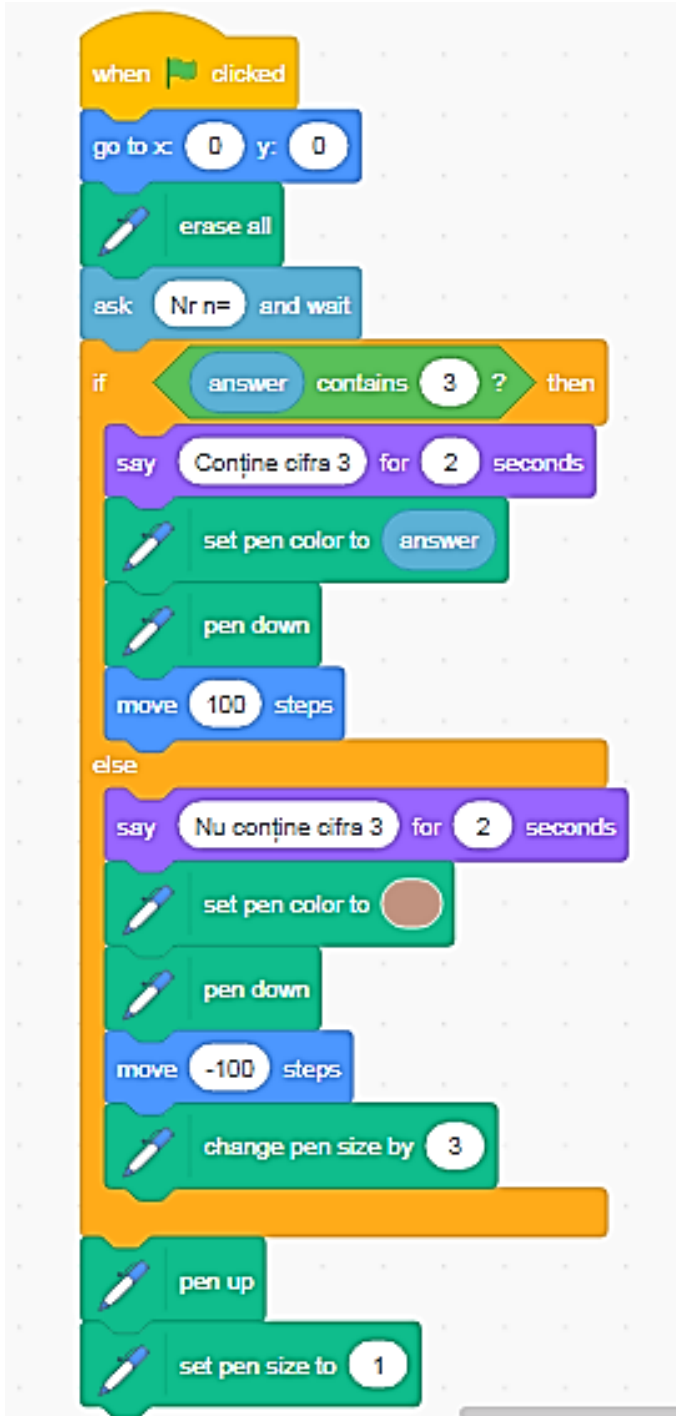 when clicked
go to x: 0 y: 0
erase all
ask Nr n= and wait
if answer contains 3 ? then
say Conține cifra 3 for 2 seconds
set pen color to answer
pen down
move 100 steps
else
say Nu conține cifra 3 for 2 seconds
set pen color to
pen down
move -100 steps
change pen size by 3
pen up
set pen size to 1